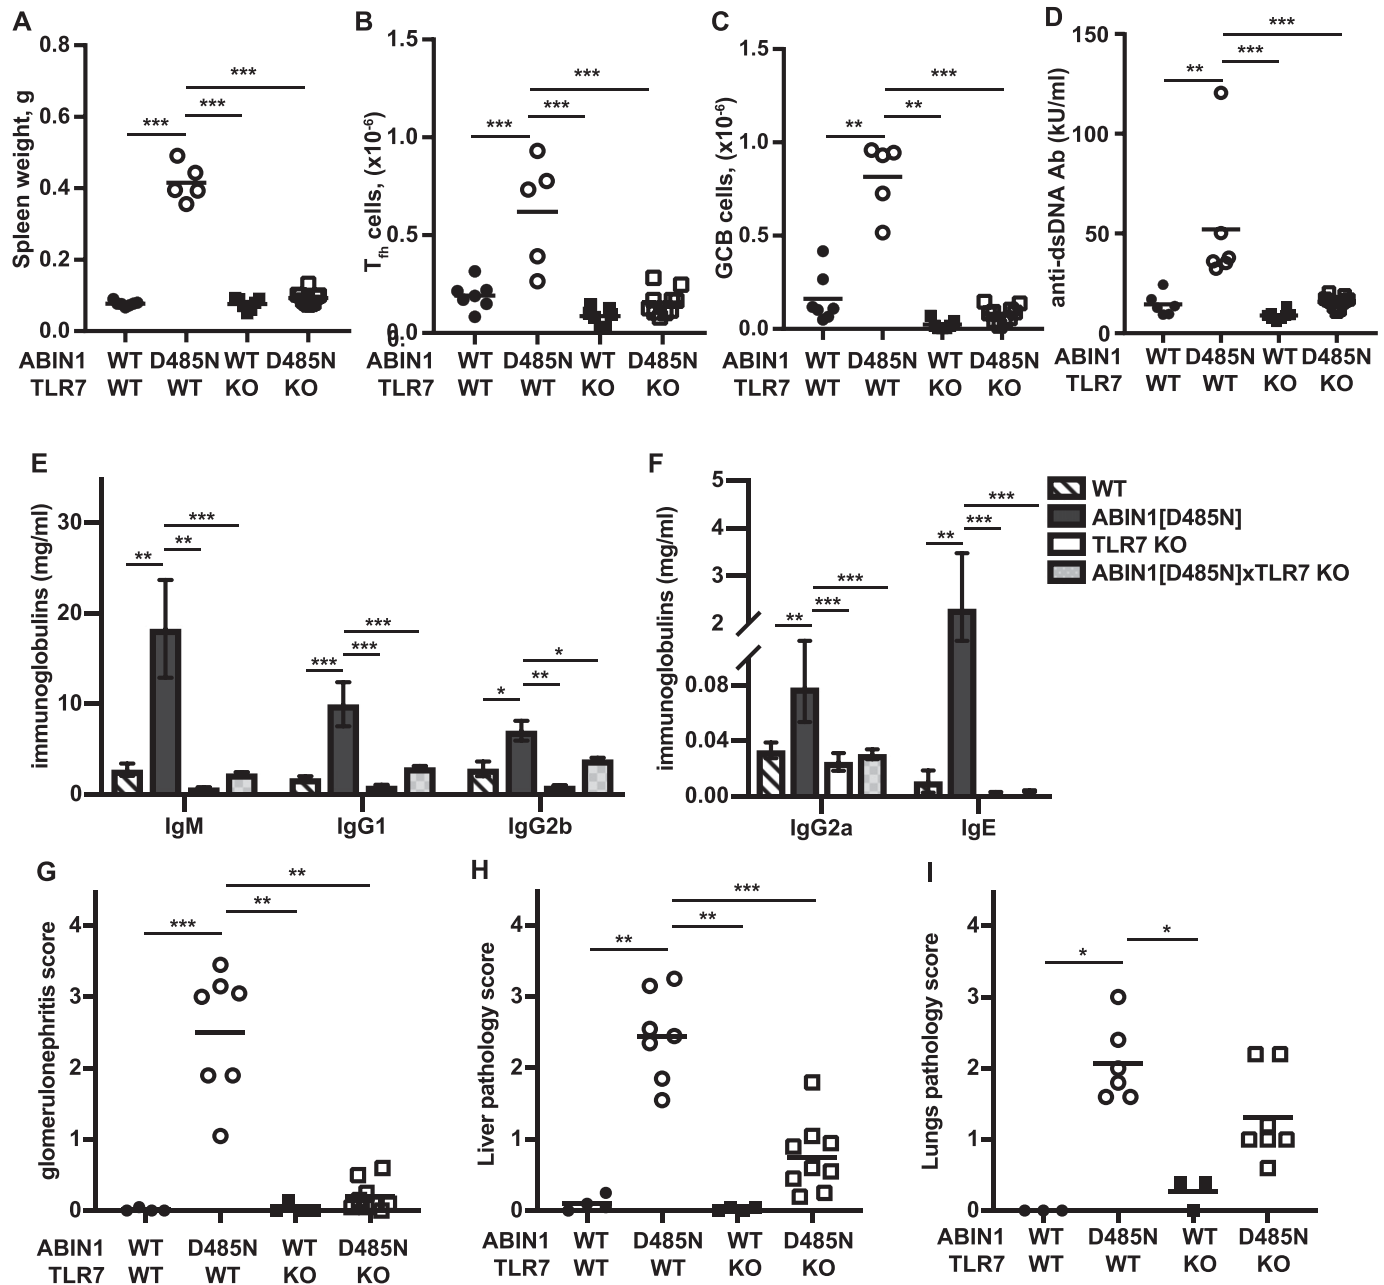 A
Spleen weight, g
0.8
0.6
0.4
0.2
0.0
***
***
***
ABIN1 WT D485N WT D485N
TLR7 WT WT KO KO
B
Tfh cells, (x10-6)
1.5
1.0
0.5
0.0
0.
***
***
***
ABIN1 WT D485N WT D485N
TLR7 WT WT KO KO
C
GCB cells, (x10-6)
1.5
1.0
0.5
0.0
***
**
**
ABIN1 WT D485N WT D485N
TLR7 WT WT KO KO
D
anti-dsDNA Ab (kU/ml)
150
100
50
0
***
***
**
ABIN1 WT D485N WT D485N
TLR7 WT WT KO KO
E
immunoglobulins (mg/ml)
30
20
10
0
***
**
**
***
***
***
*
**
*
IgM IgG1 IgG2b
F
immunoglobulins (mg/ml)
5
4
3
2
0.08
0.04
0.00
***
***
**
***
***
**
IgG2a IgE
WT
ABIN1[D485N]
TLR7 KO
ABIN1[D485N]xTLR7 KO
G
glomerulonephritis score
4
3
2
1
0
**
**
***
ABIN1 WT D485N WT D485N
TLR7 WT WT KO KO
H
Liver pathology score
4
3
2
1
0
***
**
**
ABIN1 WT D485N WT D485N
TLR7 WT WT KO KO
I
Lungs pathology score
4
3
2
1
0
*
*
ABIN1 WT D485N WT D485N
TLR7 WT WT KO KO